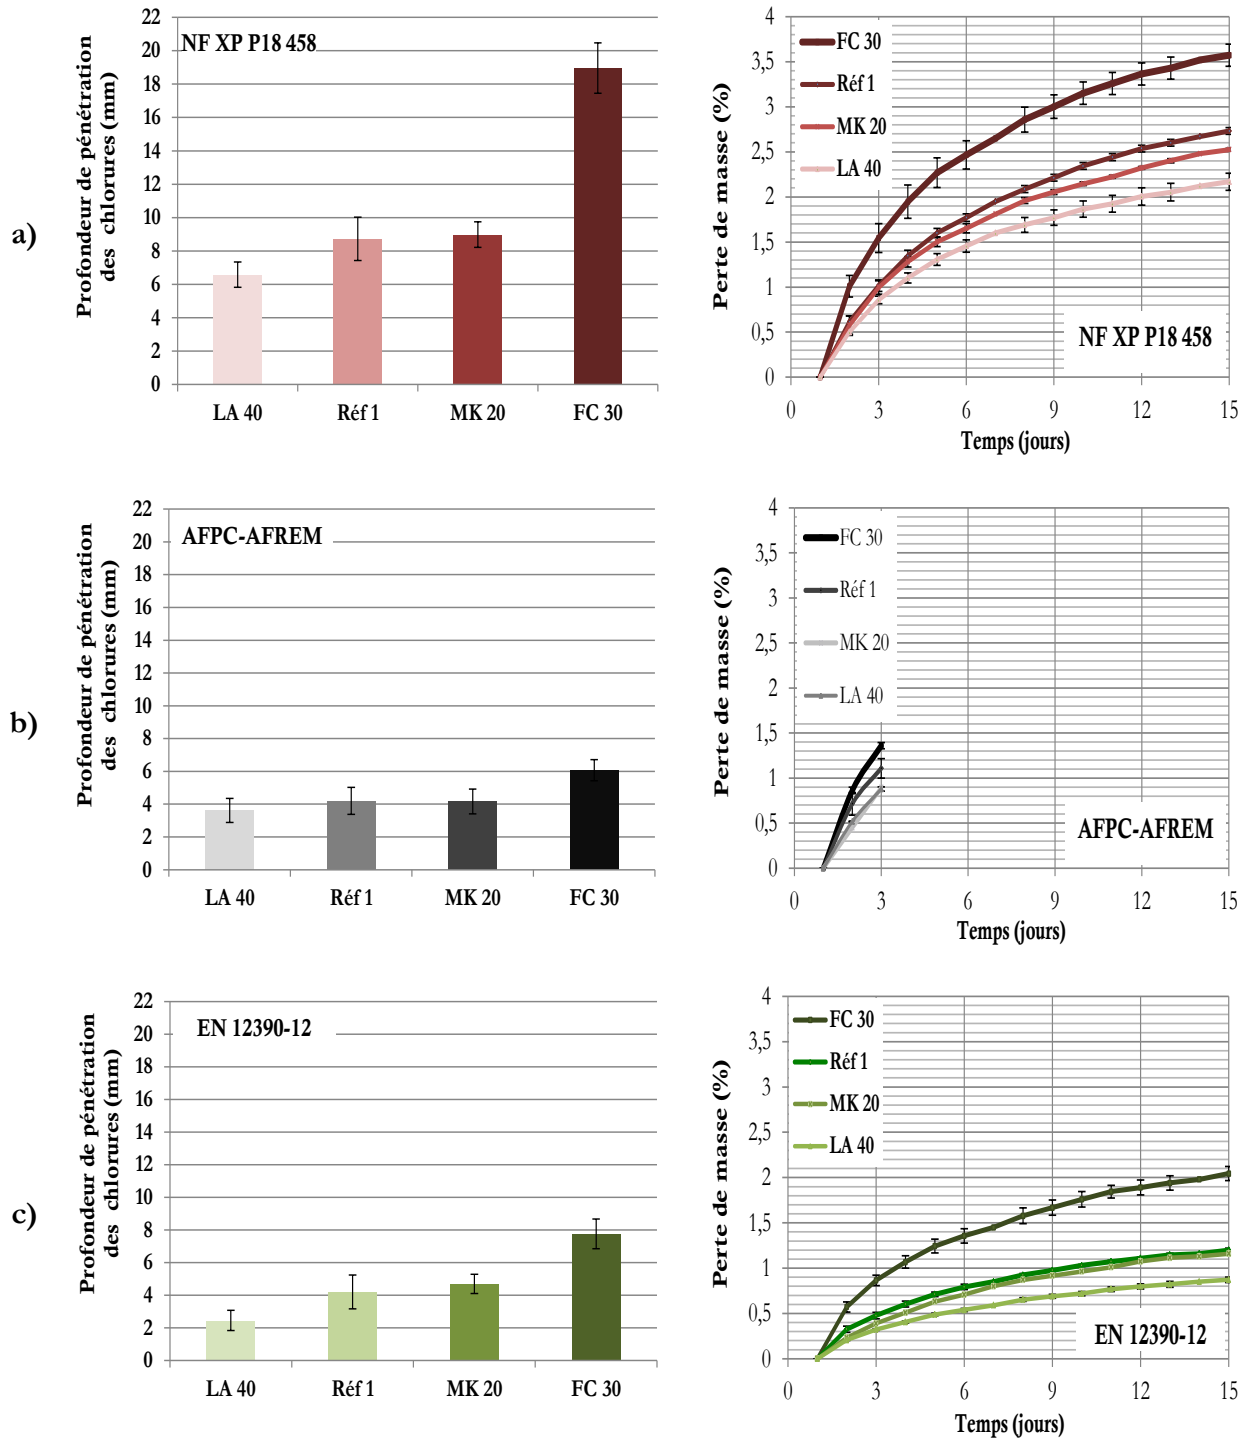 a)
NF XP P18 458
Profondeur de pénétration
des chlorures (mm)
22
20
18
16
14
12
10
8
6
4
2
0
LA 40
Réf 1
MK 20
FC 30
Perte de masse (%)
4
3,5
3
2,5
2
1,5
1
0,5
0
FC 30
Réf 1
MK 20
LA 40
NF XP P18 458
0
3
6
9
12
15
Temps (jours)
b)
AFPC-AFREM
Profondeur de pénétration
des chlorures (mm)
22
20
18
16
14
12
10
8
6
4
2
0
LA 40
Réf 1
MK 20
FC 30
Perte de masse (%)
4
3,5
3
2,5
2
1,5
1
0,5
0
FC 30
Réf 1
MK 20
LA 40
AFPC-AFREM
0
3
6
9
12
15
Temps (jours)
c)
EN 12390-12
Profondeur de pénétration
des chlorures (mm)
22
20
18
16
14
12
10
8
6
4
2
0
LA 40
Réf 1
MK 20
FC 30
Perte de masse (%)
4
3,5
3
2,5
2
1,5
1
0,5
0
FC 30
Réf 1
MK 20
LA 40
EN 12390-12
0
3
6
9
12
15
Temps (jours)